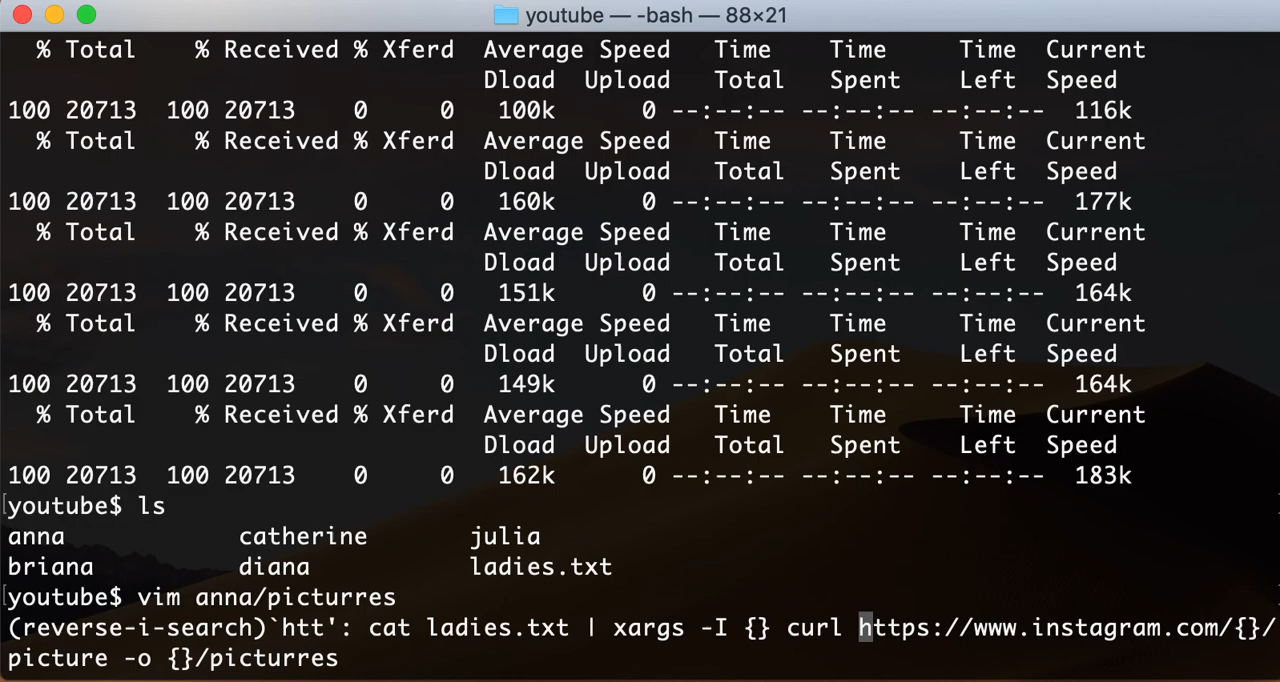 youtube — -bash — 88×21
% Total % Received % Xferd Average Speed Time Time Time Current
Dload Upload Total Spent Left Speed
100 20713 100 20713 0 0 100k 0 --:--:-- --:--:-- --:--:-- 116k
% Total % Received % Xferd Average Speed Time Time Time Current
Dload Upload Total Spent Left Speed
100 20713 100 20713 0 0 160k 0 --:--:-- --:--:-- --:--:-- 177k
% Total % Received % Xferd Average Speed Time Time Time Current
Dload Upload Total Spent Left Speed
100 20713 100 20713 0 0 151k 0 --:--:-- --:--:-- --:--:-- 164k
% Total % Received % Xferd Average Speed Time Time Time Current
Dload Upload Total Spent Left Speed
100 20713 100 20713 0 0 149k 0 --:--:-- --:--:-- --:--:-- 164k
% Total % Received % Xferd Average Speed Time Time Time Current
Dload Upload Total Spent Left Speed
100 20713 100 20713 0 0 162k 0 --:--:-- --:--:-- --:--:-- 183k
[youtube$ ls
anna catherine julia
briana diana ladies.txt
[youtube$ vim anna/picturres
(reverse-i-search)`htt': cat ladies.txt | xargs -I {} curl https://www.instagram.com/{}/
picture -o {}/picturres